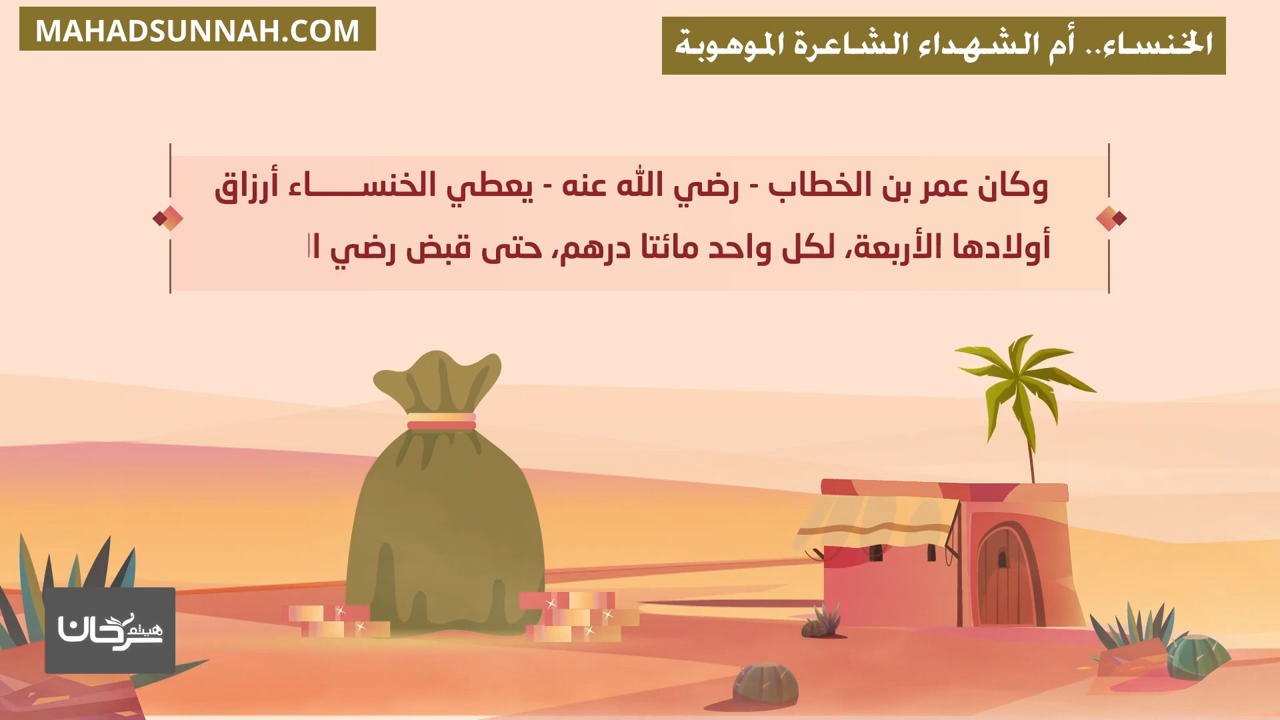 MAHADSUNNAH.COM
الخنساء.. أم الشهداء الشاعرة الموهوبة
وكان عمر بن الخطاب - رضي الله عنه - يعطي الخنســــــاء أرزاق
أولادها الأربعة، لكل واحد مائتا درهم، حتى قبض رضي ا
هيثم
سرحان